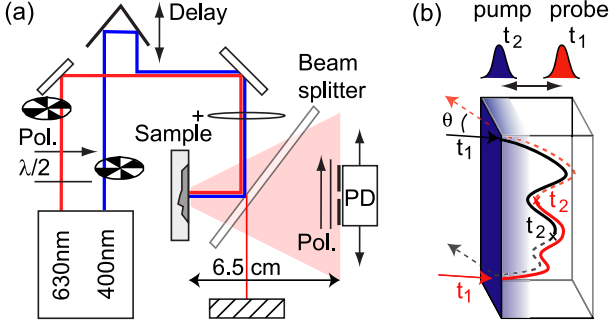 (a)
Delay
Beam
splitter
+
Sample
Pol.
λ/2
PD
Pol.
6.5 cm
630nm
400nm
(b)
pump probe
t2 t1
θ
t1
t2
t2
t1